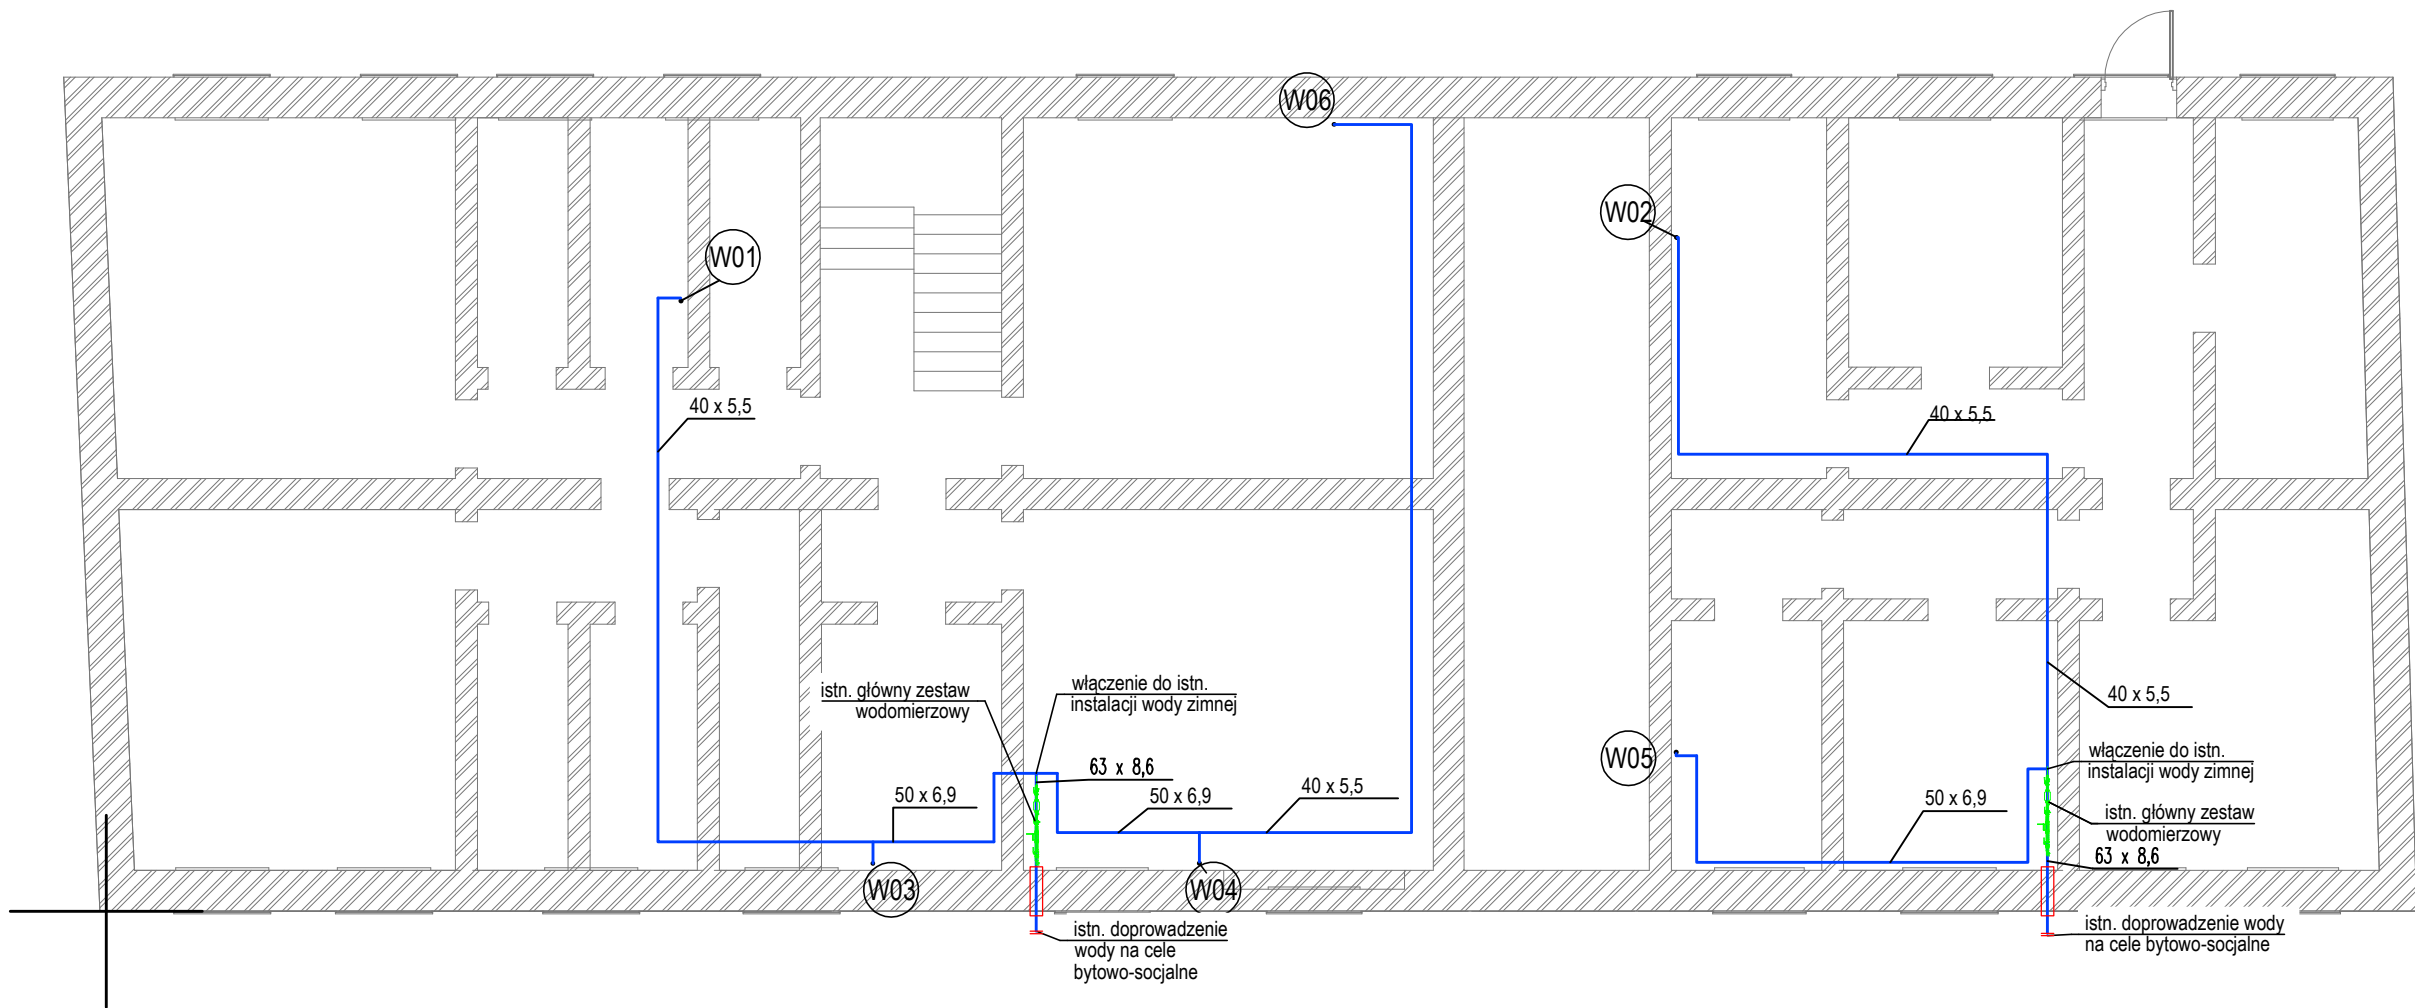 W06
W02
W01
40 x 5,5
40 x 5,5
istn. główny zestaw
wodomierzowy
włączenie do istn.
instalacji wody zimnej
40 x 5,5
W05
włączenie do istn.
instalacji wody zimnej
63 x 8,6
50 x 6,9
50 x 6,9
40 x 5,5
50 x 6,9
istn. główny zestaw
wodomierzowy
63 x 8,6
W03
W04
istn. doprowadzenie
wody na cele
bytowo-socjalne
istn. doprowadzenie wody
na cele bytowo-socjalne